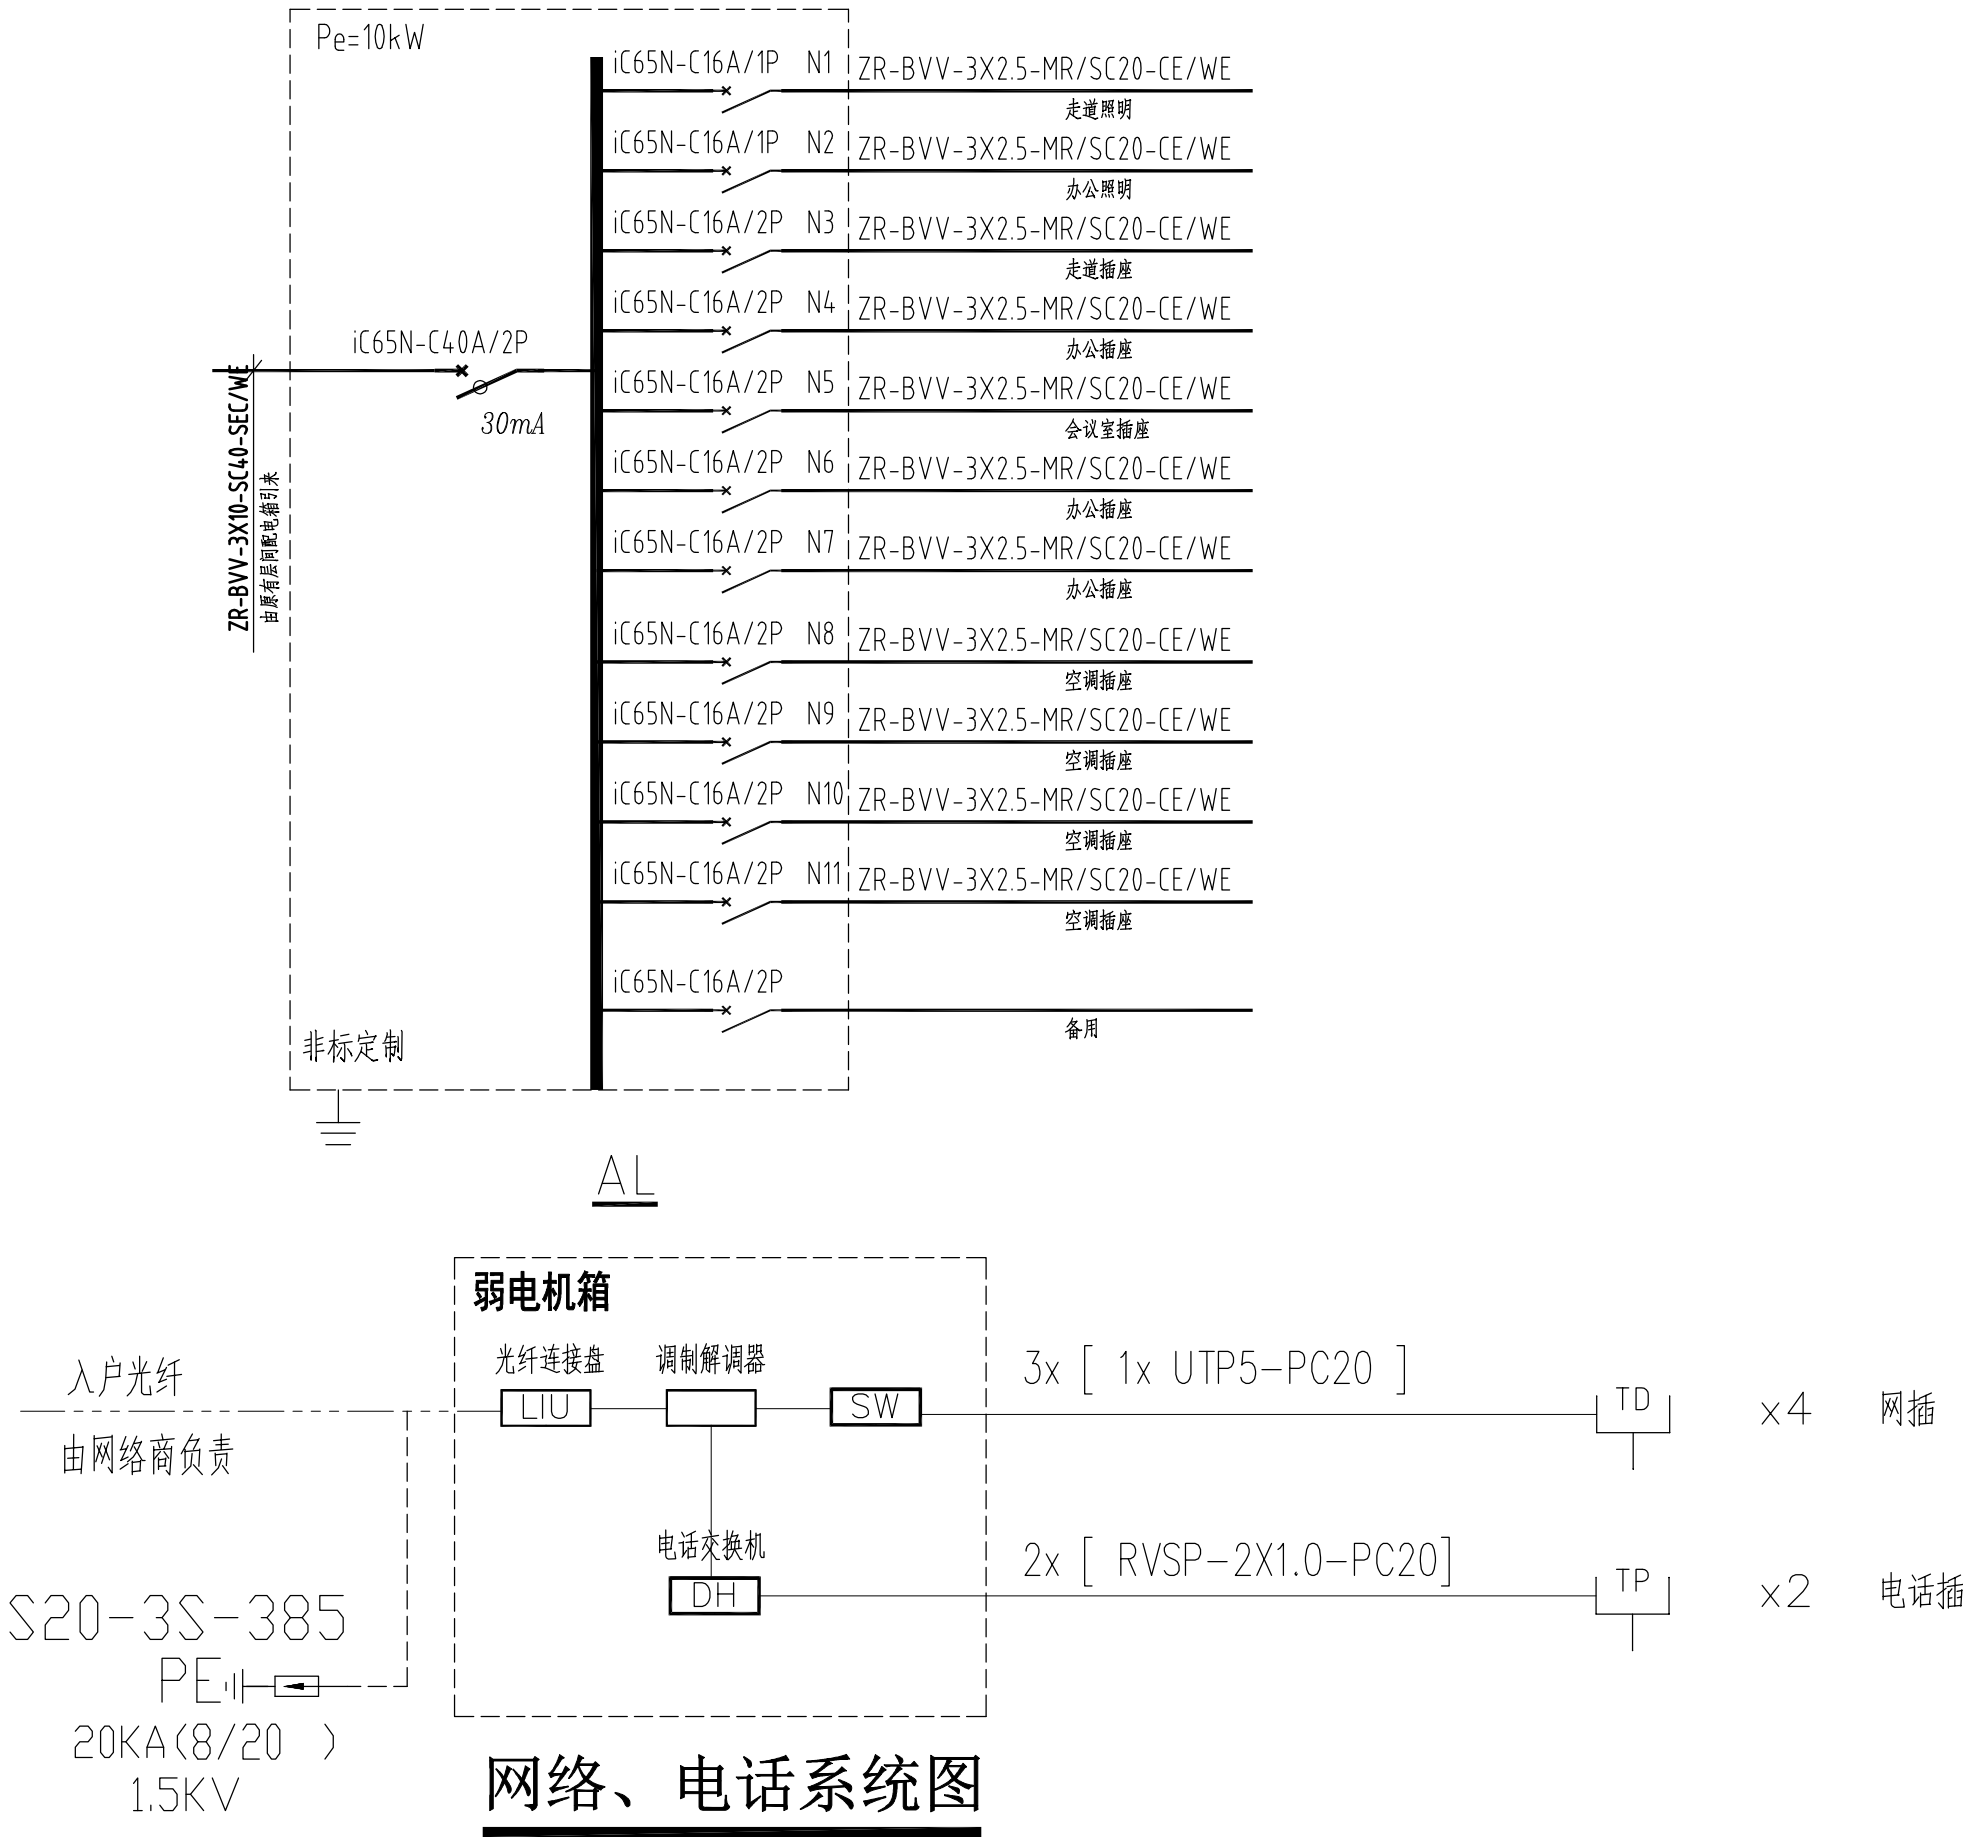 Pe=10kW
iC65N-C16A/1P N1 ZR-BVV-3X2.5-MR/SC20-CE/WE
走道照明
iC65N-C16A/1P N2 ZR-BVV-3X2.5-MR/SC20-CE/WE
办公照明
iC65N-C16A/2P N3 ZR-BVV-3X2.5-MR/SC20-CE/WE
走道插座
iC65N-C16A/2P N4 ZR-BVV-3X2.5-MR/SC20-CE/WE
办公插座
iC65N-C40A/2P
30mA
ZR-BVV-3X10-SC40-SEC/WE
由原有层间配电箱引来
iC65N-C16A/2P N5 ZR-BVV-3X2.5-MR/SC20-CE/WE
会议室插座
iC65N-C16A/2P N6 ZR-BVV-3X2.5-MR/SC20-CE/WE
办公插座
iC65N-C16A/2P N7 ZR-BVV-3X2.5-MR/SC20-CE/WE
办公插座
iC65N-C16A/2P N8 ZR-BVV-3X2.5-MR/SC20-CE/WE
空调插座
iC65N-C16A/2P N9 ZR-BVV-3X2.5-MR/SC20-CE/WE
空调插座
iC65N-C16A/2P N10 ZR-BVV-3X2.5-MR/SC20-CE/WE
空调插座
iC65N-C16A/2P N11 ZR-BVV-3X2.5-MR/SC20-CE/WE
空调插座
iC65N-C16A/2P
备用
非标定制
AL
弱电机箱
光纤连接盘 调制解调器
入户光纤
LIU
SW
3x [ 1x UTP5-PC20 ]
TD x4 网插
由网络商负责
电话交换机
DH
2x [ RVSP-2X1.0-PC20]
TP x2 电话插
S20-3S-385
PE
20KA(8/20 )
1.5KV
网络、电话系统图